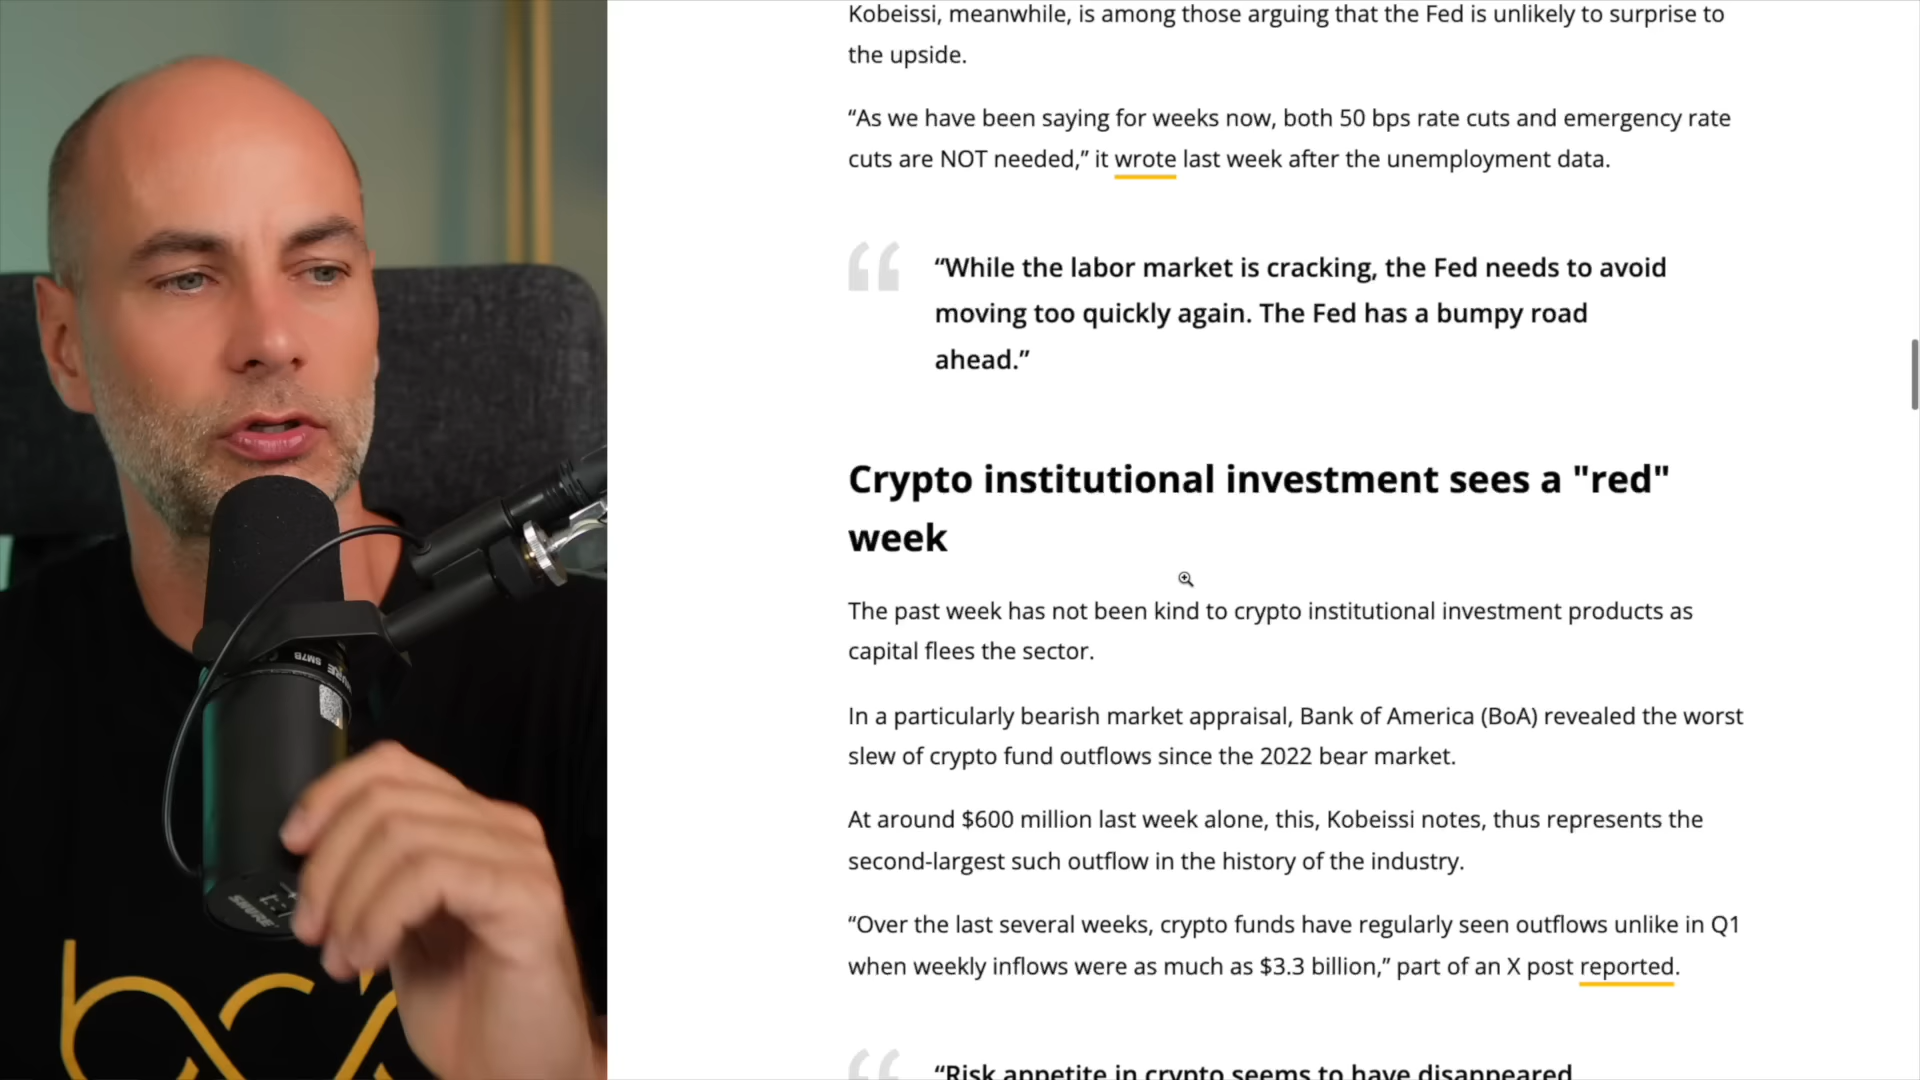 Kobeissi, meanwhile, is among those arguing that the Fed is unlikely to surprise to
the upside.
“As we have been saying for weeks now, both 50 bps rate cuts and emergency rate
cuts are NOT needed,” it wrote last week after the unemployment data.
“While the labor market is cracking, the Fed needs to avoid
moving too quickly again. The Fed has a bumpy road
ahead.”
Crypto institutional investment sees a "red"
week
The past week has not been kind to crypto institutional investment products as
capital flees the sector.
In a particularly bearish market appraisal, Bank of America (BoA) revealed the worst
slew of crypto fund outflows since the 2022 bear market.
At around $600 million last week alone, this, Kobeissi notes, thus represents the
second-largest such outflow in the history of the industry.
“Over the last several weeks, crypto funds have regularly seen outflows unlike in Q1
when weekly inflows were as much as $3.3 billion,” part of an X post reported.
“Risk appetite in crypto seems to have disappeared
SM7B
SHURE